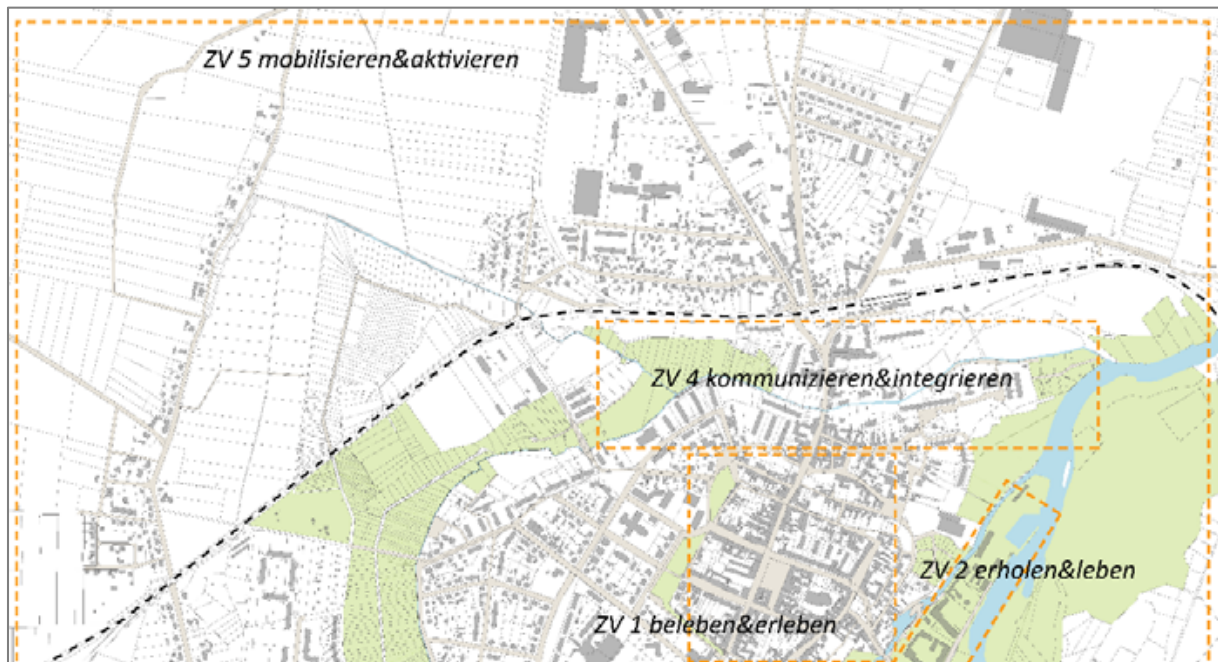 ZV 5 mobilisieren&aktivieren
ZV 4 kommunizieren&integrieren
ZV 2 erholen&leben
ZV 1 beleben&erleben